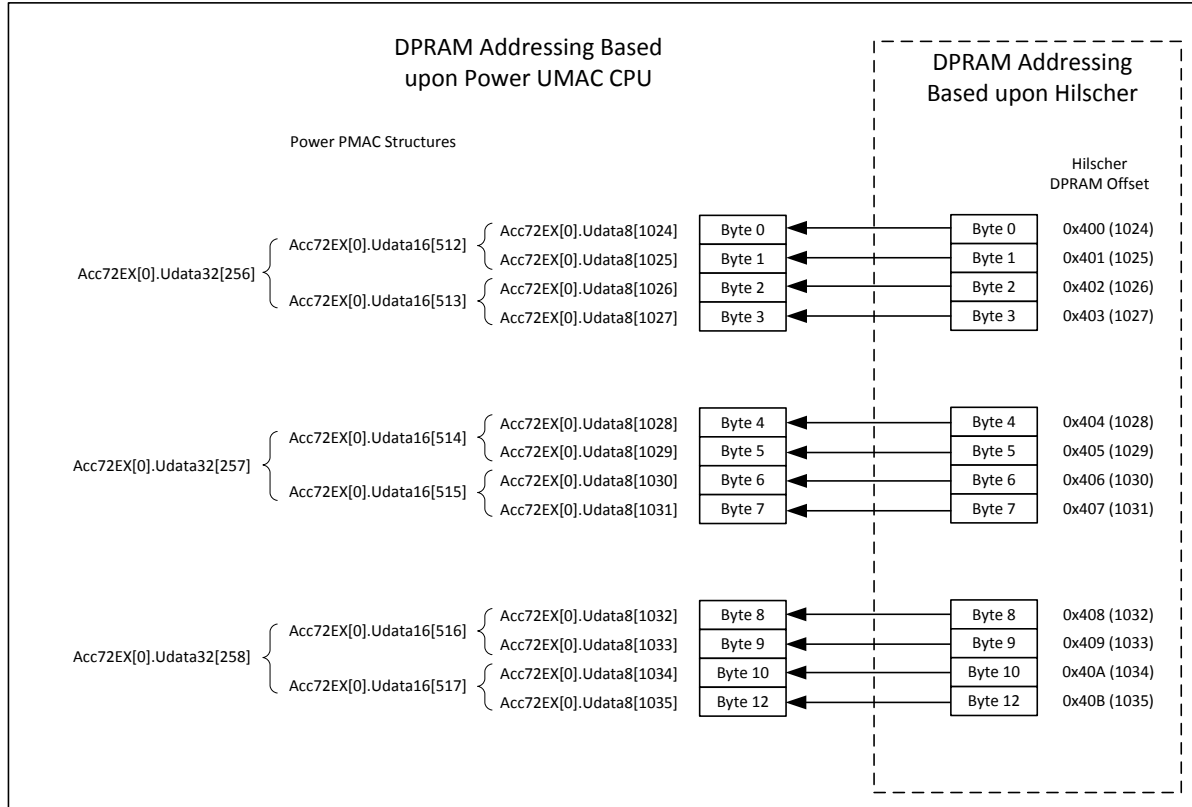 DPRAM Addressing Based
upon Power UMAC CPU
DPRAM Addressing
Based upon Hilscher
Power PMAC Structures
Hilscher
DPRAM Offset
Acc72EX[0].Udata32[256]
Acc72EX[0].Udata16[512]
Acc72EX[0].Udata16[513]
Acc72EX[0].Udata8[1024] Byte 0 Byte 0 0x400 (1024)
Acc72EX[0].Udata8[1025] Byte 1 Byte 1 0x401 (1025)
Acc72EX[0].Udata8[1026] Byte 2 Byte 2 0x402 (1026)
Acc72EX[0].Udata8[1027] Byte 3 Byte 3 0x403 (1027)
Acc72EX[0].Udata32[257]
Acc72EX[0].Udata16[514]
Acc72EX[0].Udata16[515]
Acc72EX[0].Udata8[1028] Byte 4 Byte 4 0x404 (1028)
Acc72EX[0].Udata8[1029] Byte 5 Byte 5 0x405 (1029)
Acc72EX[0].Udata8[1030] Byte 6 Byte 6 0x406 (1030)
Acc72EX[0].Udata8[1031] Byte 7 Byte 7 0x407 (1031)
Acc72EX[0].Udata32[258]
Acc72EX[0].Udata16[516]
Acc72EX[0].Udata16[517]
Acc72EX[0].Udata8[1032] Byte 8 Byte 8 0x408 (1032)
Acc72EX[0].Udata8[1033] Byte 9 Byte 9 0x409 (1033)
Acc72EX[0].Udata8[1034] Byte 10 Byte 10 0x40A (1034)
Acc72EX[0].Udata8[1035] Byte 12 Byte 12 0x40B (1035)